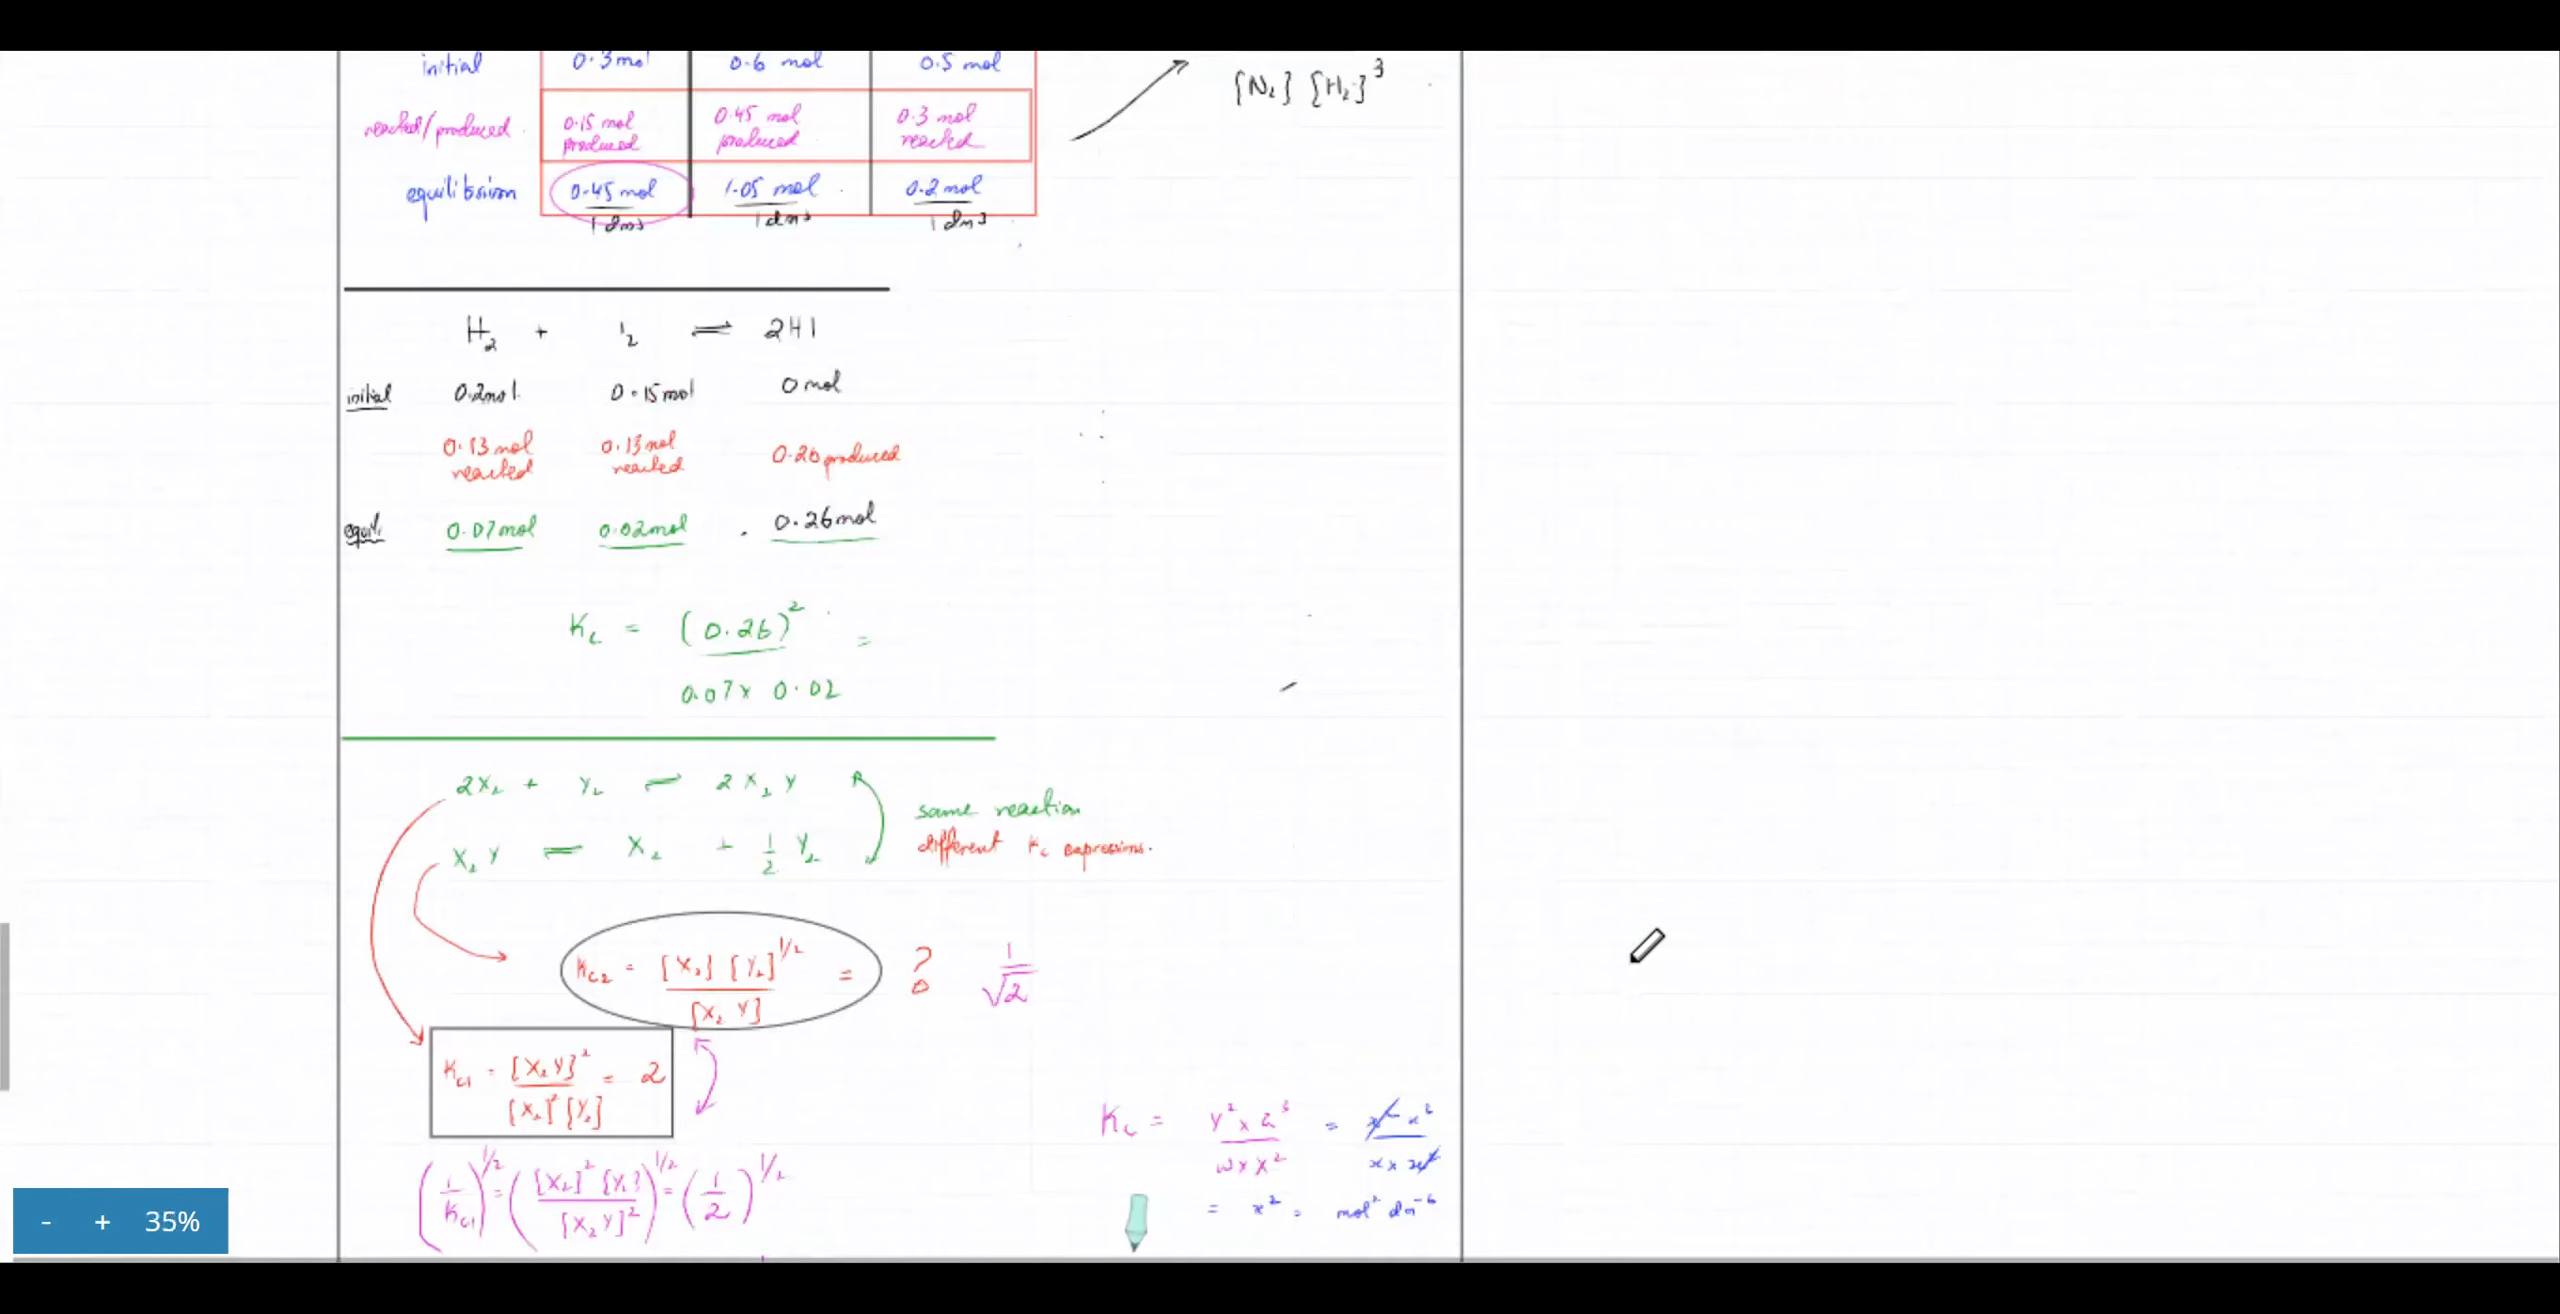 initial 0.3mol 0.6 mol 0.5 mol
reacted/produced 0.15 mol produced 0.45 mol produced 0.3 mol reacted
equilibrium 0.45 mol 1.05 mol 0.2 mol
1 dm3 1 dm3 1 dm3
[N₂] [H₂]³
H₂ + I₂ ⇌ 2HI
initial 0.2mol 0.15mol 0 mol
0.13 mol reacted 0.13 mol reacted 0.26 produced
equili 0.07mol 0.02mol 0.26mol
Kc = (0.26)² =
0.07 x 0.02
2X₂ + Y₂ ⇌ 2X₂Y
same reaction
X₂Y ⇌ X₂ + 1/2 Y₂
different Kc expressions.
Kc2 = [X₂] [Y₂]^1/2 / [X₂Y] = ? 1/√2
Kc1 = [X₂Y]² / [X₂]² [Y₂] = 2
(1/Kc1)^1/2 = ([X₂]² [Y₂] / [X₂Y]²)^1/2 = (1/2)^1/2
Kc = y² x a³ / w x x² = x² x³ / x x x²
= x² = mol² dm⁻⁶
- + 35%